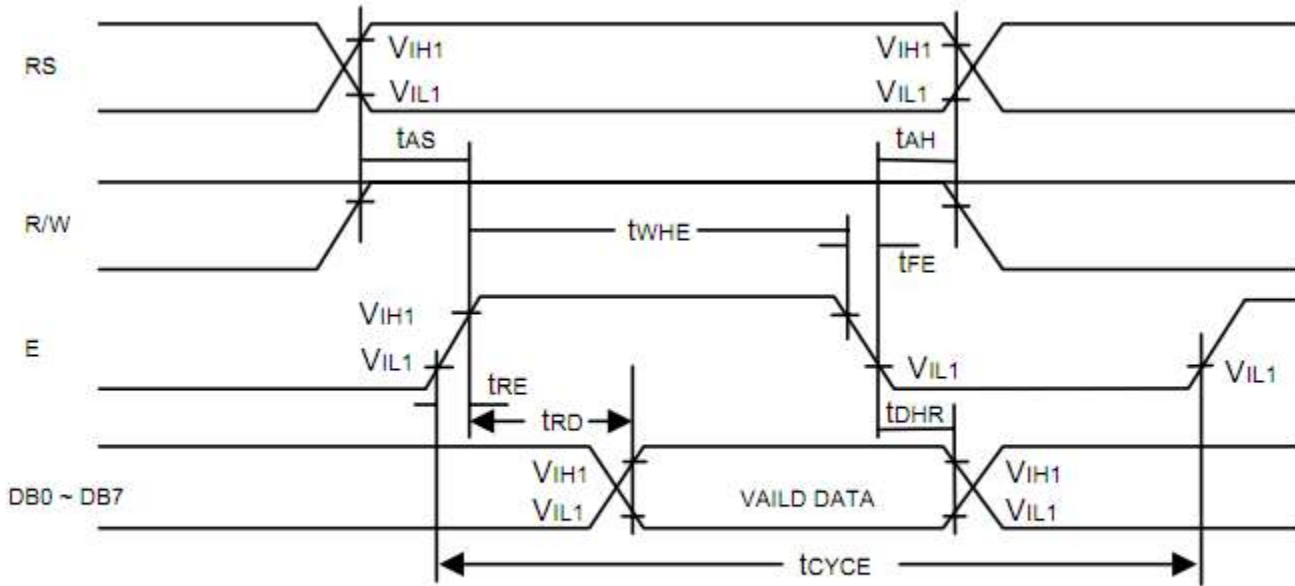 RS
VIH1
VIL1
VIH1
VIL1
tAS
tAH
R/W
tWHE
tFE
E
VIH1
VIL1
VIL1
VIL1
tRE
tRD
tDHR
DB0 ~ DB7
VIH1
VIL1
VAILD DATA
VIH1
VIL1
tCYCE